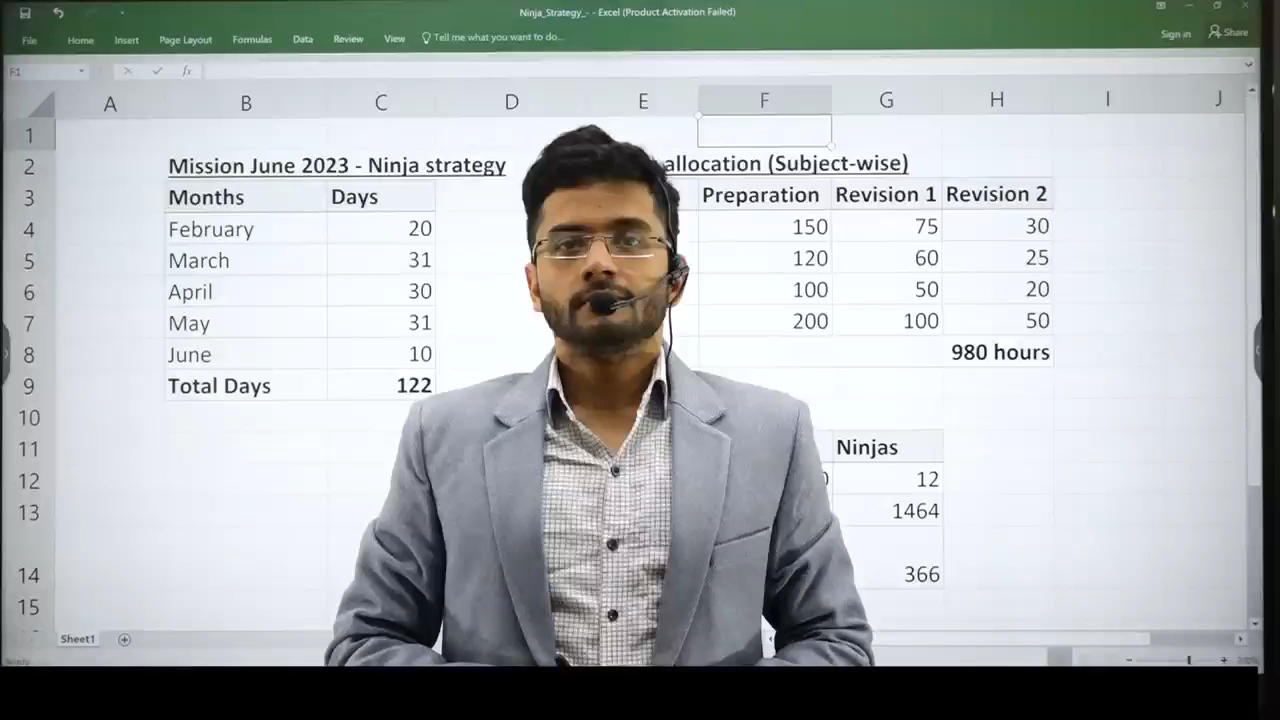 Ninja_Strategy_- - Excel (Product Activation Failed)
File Home Insert Page Layout Formulas Data Review View Tell me what you want to do... Sign in Share
F1 fx
A B C D E F G H I J
1
2 Mission June 2023 - Ninja strategy allocation (Subject-wise)
3 Months Days Preparation Revision 1 Revision 2
4 February 20 150 75 30
5 March 31 120 60 25
6 April 30 100 50 20
7 May 31 200 100 50
8 June 10 980 hours
9 Total Days 122
10
11 Ninjas
12 12
13 1464
14 366
15
Sheet1